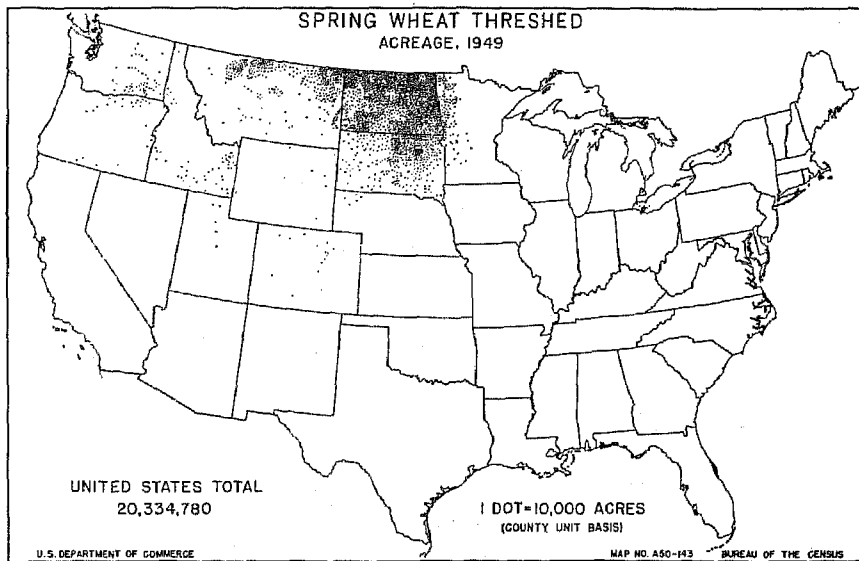 SPRING WHEAT THRESHED
ACREAGE, 1949
UNITED STATES TOTAL
20,334,780
1 DOT=10,000 ACRES
(COUNTY UNIT BASIS)
U.S. DEPARTMENT OF COMMERCE
MAP NO. A50-143 BUREAU OF THE CENSUS